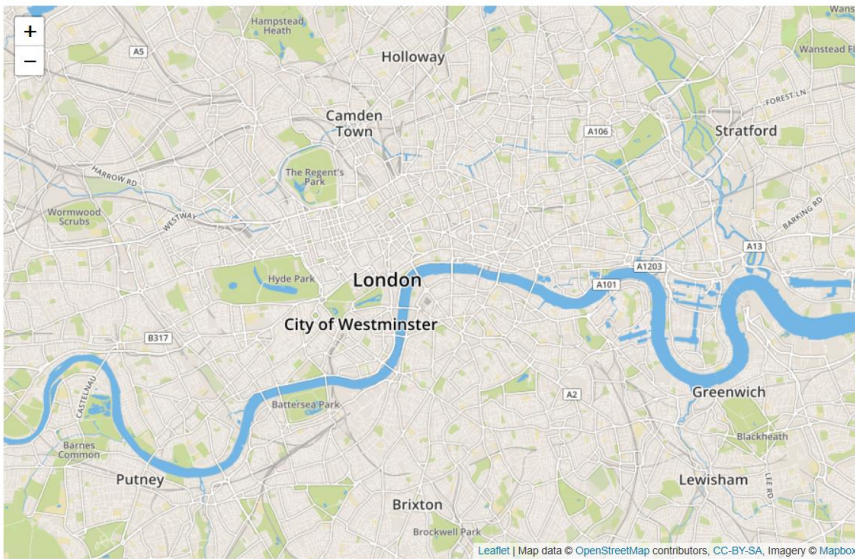 +
−
Hampstead
Heath
A5
Holloway
Wanstead Fl
Camden
Town
A106
FOREST LN
Stratford
HARROW RD
The Regent's
Park
Wormwood
Scrubs
WESTWAY
BARKING RD
A13
Hyde Park
London
A1203
A101
City of Westminster
B317
CASTELNAU
Battersea Park
A2
Greenwich
Barnes
Common
Blackheath
Putney
Lewisham
LEE RD
Brixton
Brockwell Park
Leaflet | Map data © OpenStreetMap contributors, CC-BY-SA, Imagery © Mapbox